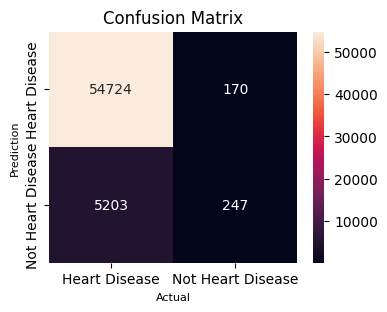 Confusion Matrix
Prediction
Not Heart Disease Heart Disease
54724 170
5203 247
Heart Disease Not Heart Disease
Actual
50000
40000
30000
20000
10000